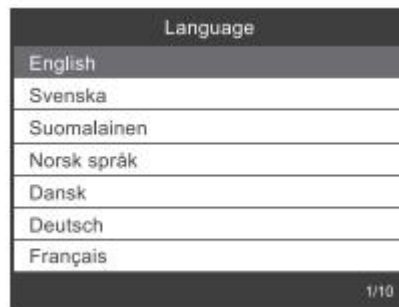 Language
English
Svenska
Suomalainen
Norsk språk
Dansk
Deutsch
Français
1/10